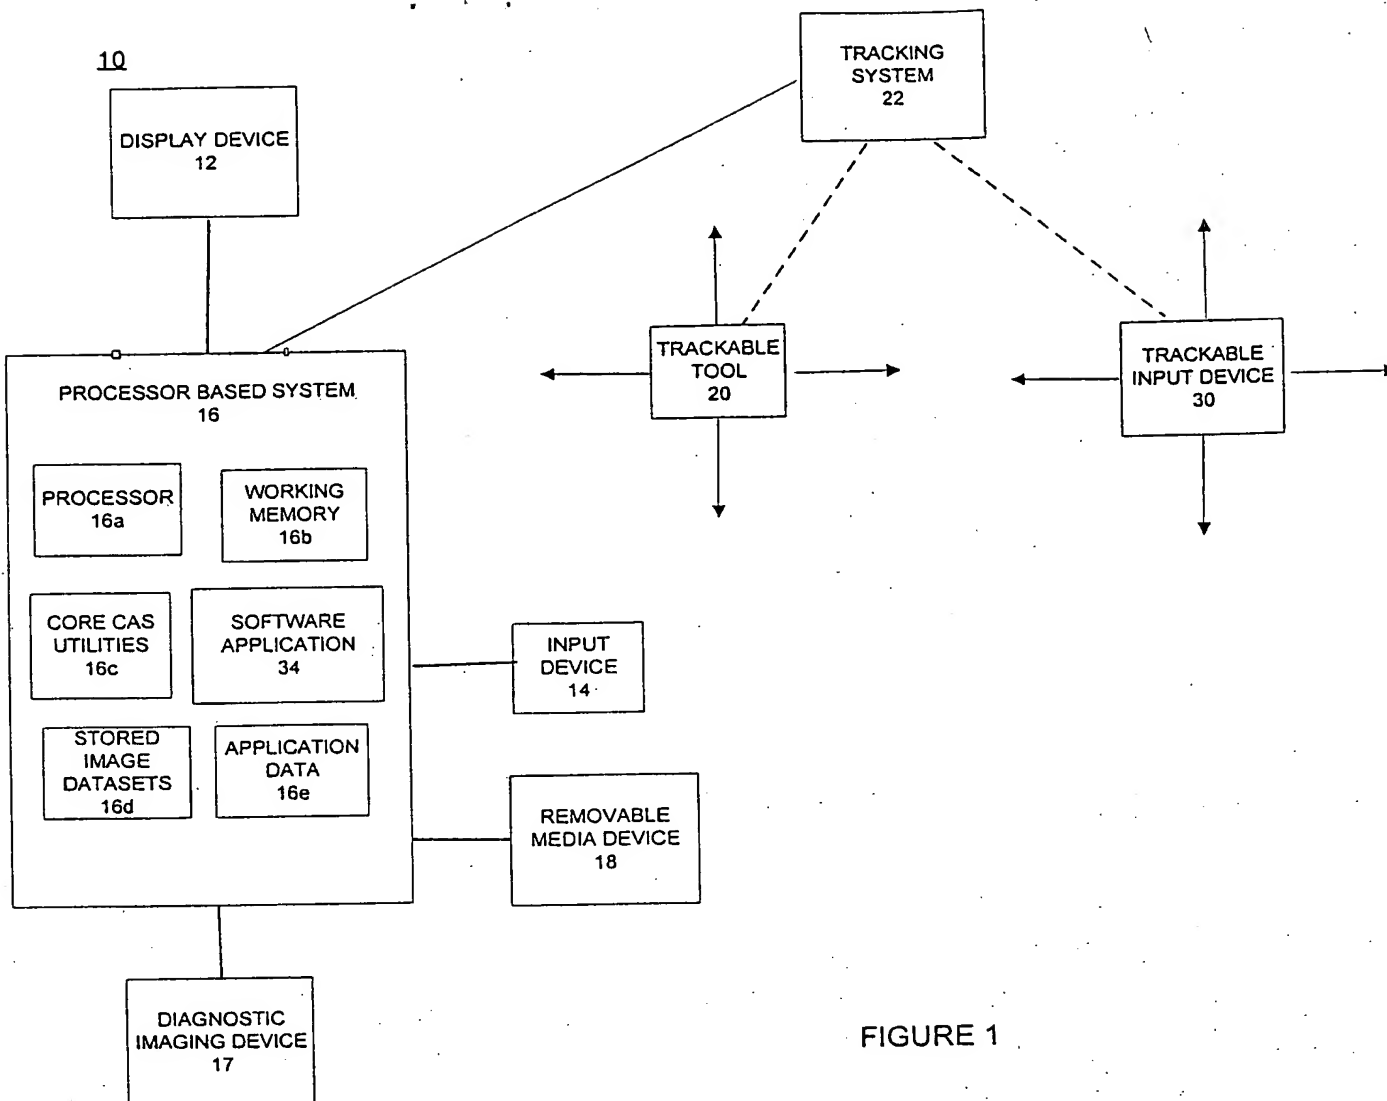 10
DISPLAY DEVICE
12
TRACKING
SYSTEM
22
TRACKABLE
TOOL
20
TRACKABLE
INPUT DEVICE
30
PROCESSOR BASED SYSTEM
16
PROCESSOR
16a
WORKING
MEMORY
16b
CORE CAS
UTILITIES
16c
SOFTWARE
APPLICATION
34
STORED
IMAGE
DATASETS
16d
APPLICATION
DATA
16e
INPUT
DEVICE
14
REMOVABLE
MEDIA DEVICE
18
DIAGNOSTIC
IMAGING DEVICE
17
FIGURE 1